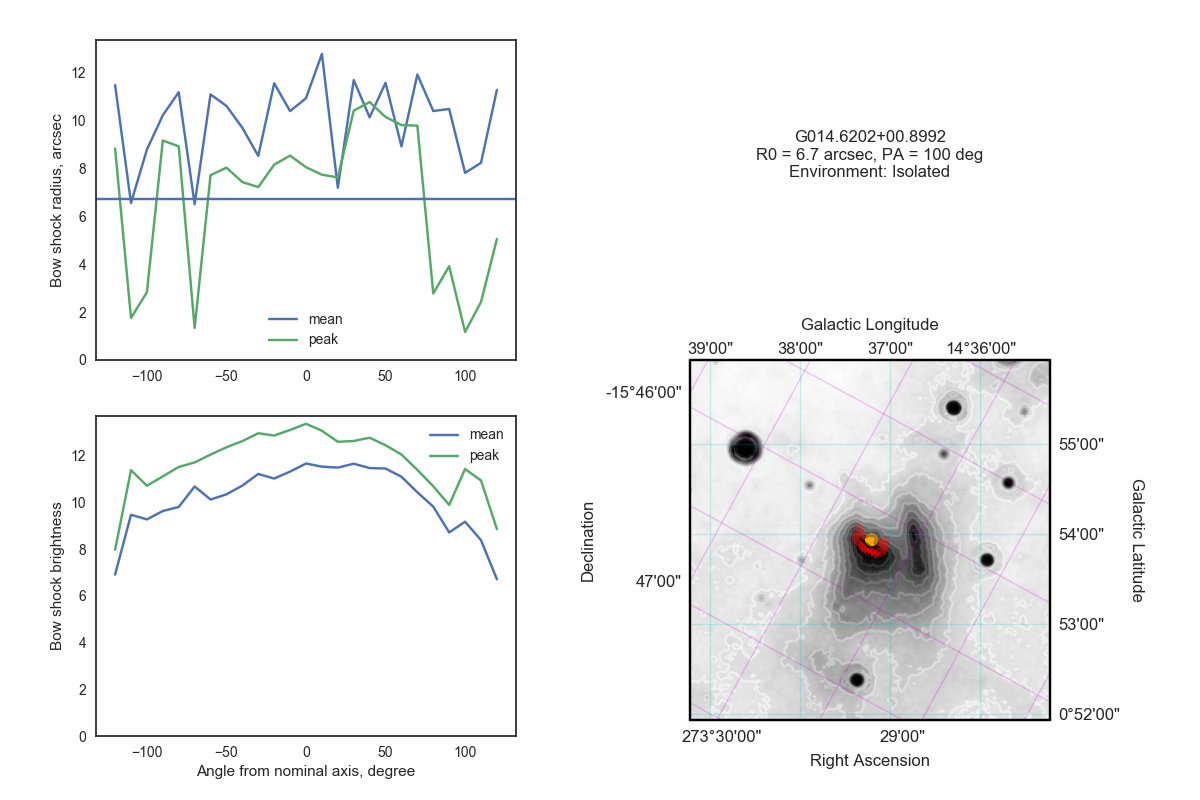 12
10
8
6
4
2
0
Bow shock radius, arcsec
mean
peak
−100
−50
0
50
100
12
10
8
6
4
2
0
Bow shock brightness
mean
peak
−100
−50
0
50
100
Angle from nominal axis, degree
G014.6202+00.8992
R0 = 6.7 arcsec, PA = 100 deg
Environment: Isolated
Galactic Longitude
39'00"
38'00"
37'00"
14°36'00"
-15°46'00"
47'00"
Declination
55'00"
54'00"
53'00"
0°52'00"
Galactic Latitude
273°30'00"
29'00"
Right Ascension